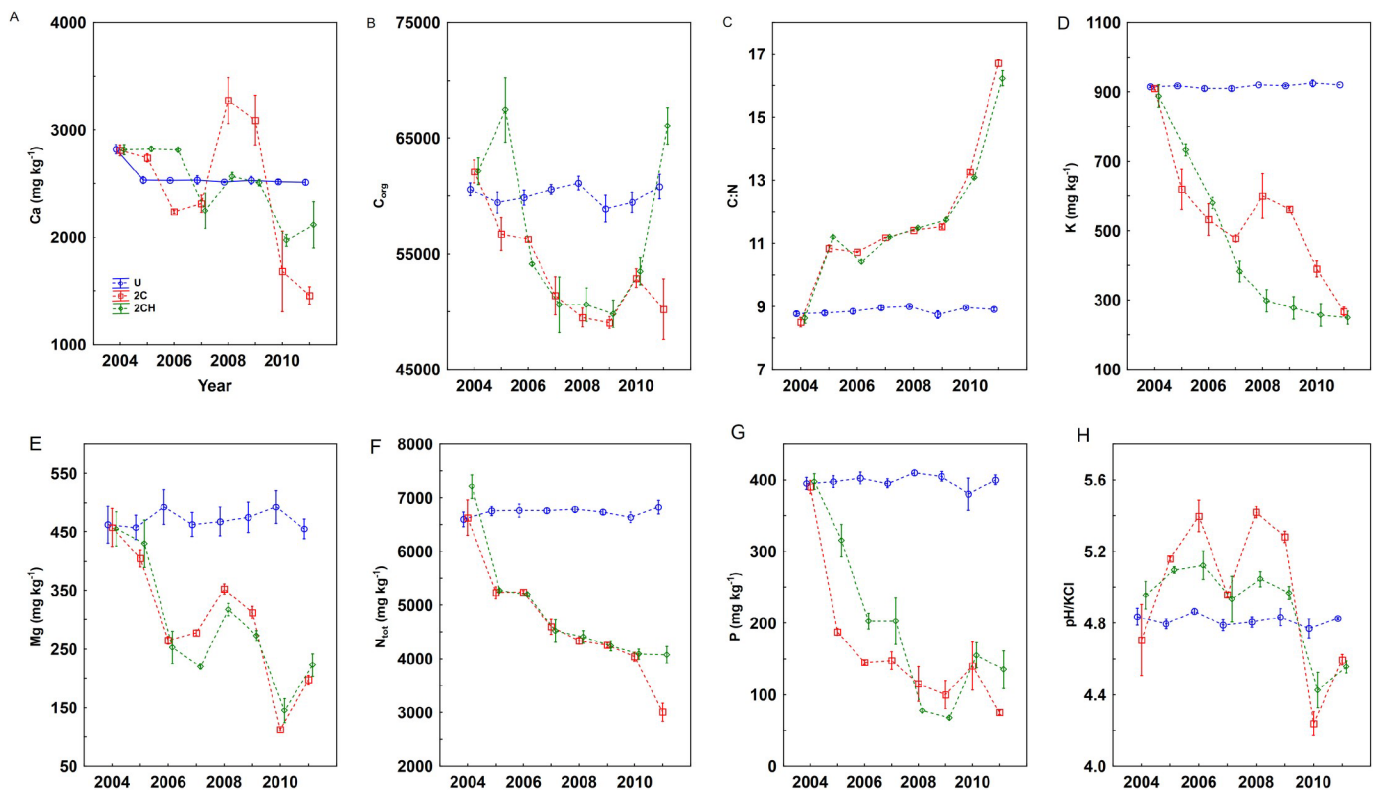 A
4000
3000
2000
1000
Ca (mg kg-1)
U
2C
2CH
2004 2006 2008 2010
Year
B
75000
65000
55000
45000
Corg
2004 2006 2008 2010
C
17
15
13
11
9
7
C:N
2004 2006 2008 2010
D
1100
900
700
500
300
100
K (mg kg-1)
2004 2006 2008 2010
E
550
450
350
250
150
50
Mg (mg kg-1)
2004 2006 2008 2010
F
8000
7000
6000
5000
4000
3000
2000
Ntot (mg kg-1)
2004 2006 2008 2010
G
400
300
200
100
0
P (mg kg-1)
2004 2006 2008 2010
H
5.6
5.2
4.8
4.4
4.0
pH/KCl
2004 2006 2008 2010